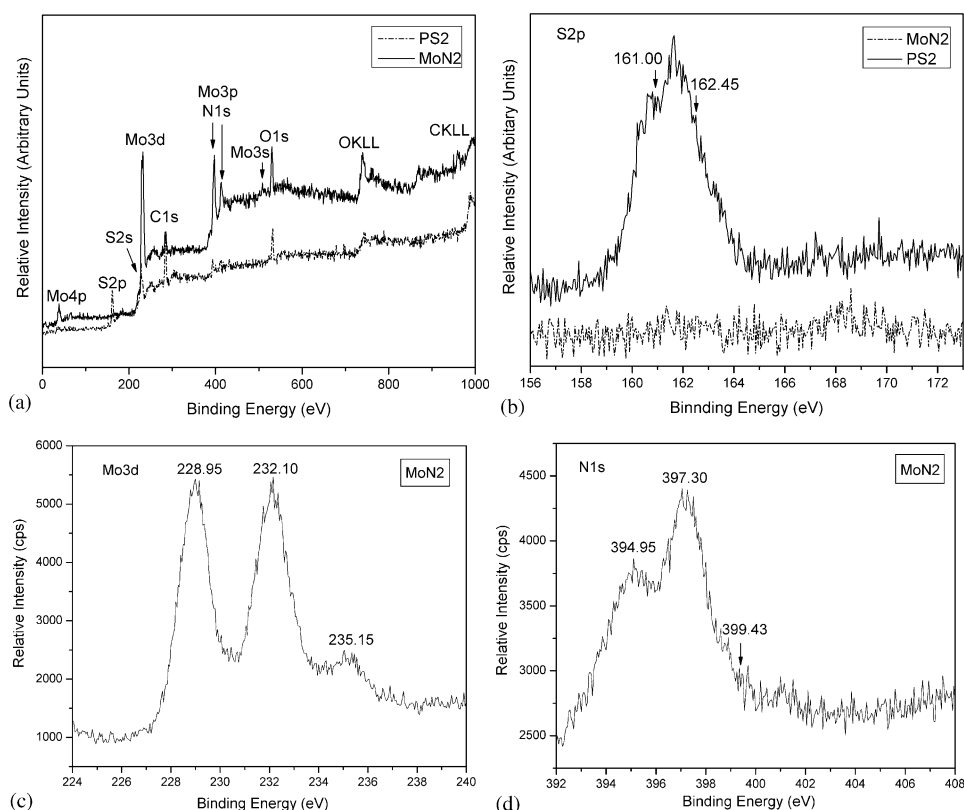 PS2
MoN2
Mo3p
N1s
Mo3d
O1s
Mo3s
OKLL
CKLL
C1s
S2s
S2p
Mo4p
Relative Intensity (Arbitrary Units)
0 200 400 600 800 1000
Binding Energy (eV)
(a)
S2p
MoN2
PS2
161.00
162.45
Relative Intensity (Arbitrary Units)
156 158 160 162 164 166 168 170 172
Binnding Energy (eV)
(b)
Mo3d
228.95
232.10
MoN2
235.15
6000
5000
4000
3000
2000
1000
Relative Intensity (cps)
224 226 228 230 232 234 236 238 240
Binding Energy (eV)
(c)
N1s
397.30
MoN2
394.95
399.43
4500
4250
3750
3500
3000
2500
Relative Intensity (cps)
392 394 396 398 400 402 404 406 408
Binding Energy (eV)
(d)